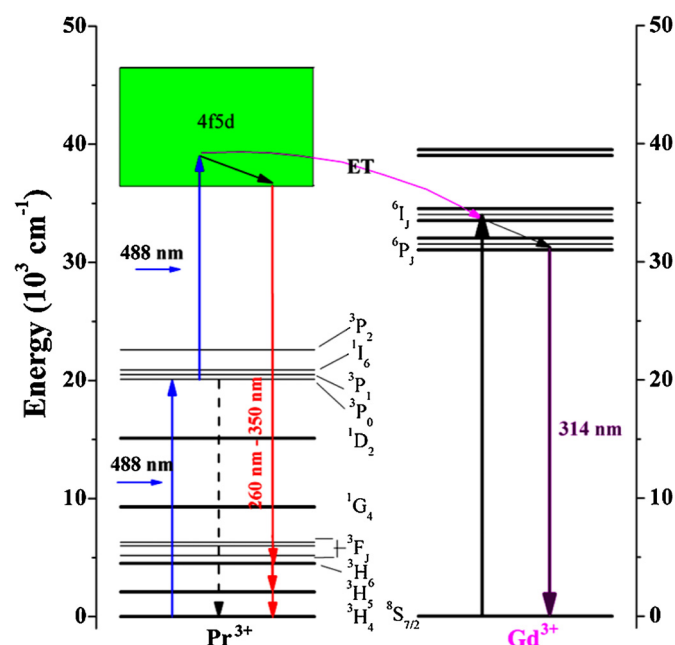 Energy (10³ cm⁻¹)
50
40
30
20
10
0
50
40
30
20
10
0
4f5d
ET
488 nm
488 nm
260 nm - 350 nm
³P₂
¹I₆
³P₁
³P₀
¹D₂
¹G₄
³F_J
³H₆
³H₅
³H₄
⁶I_J
⁶P_J
314 nm
⁸S₇/₂
Pr³⁺
Gd³⁺